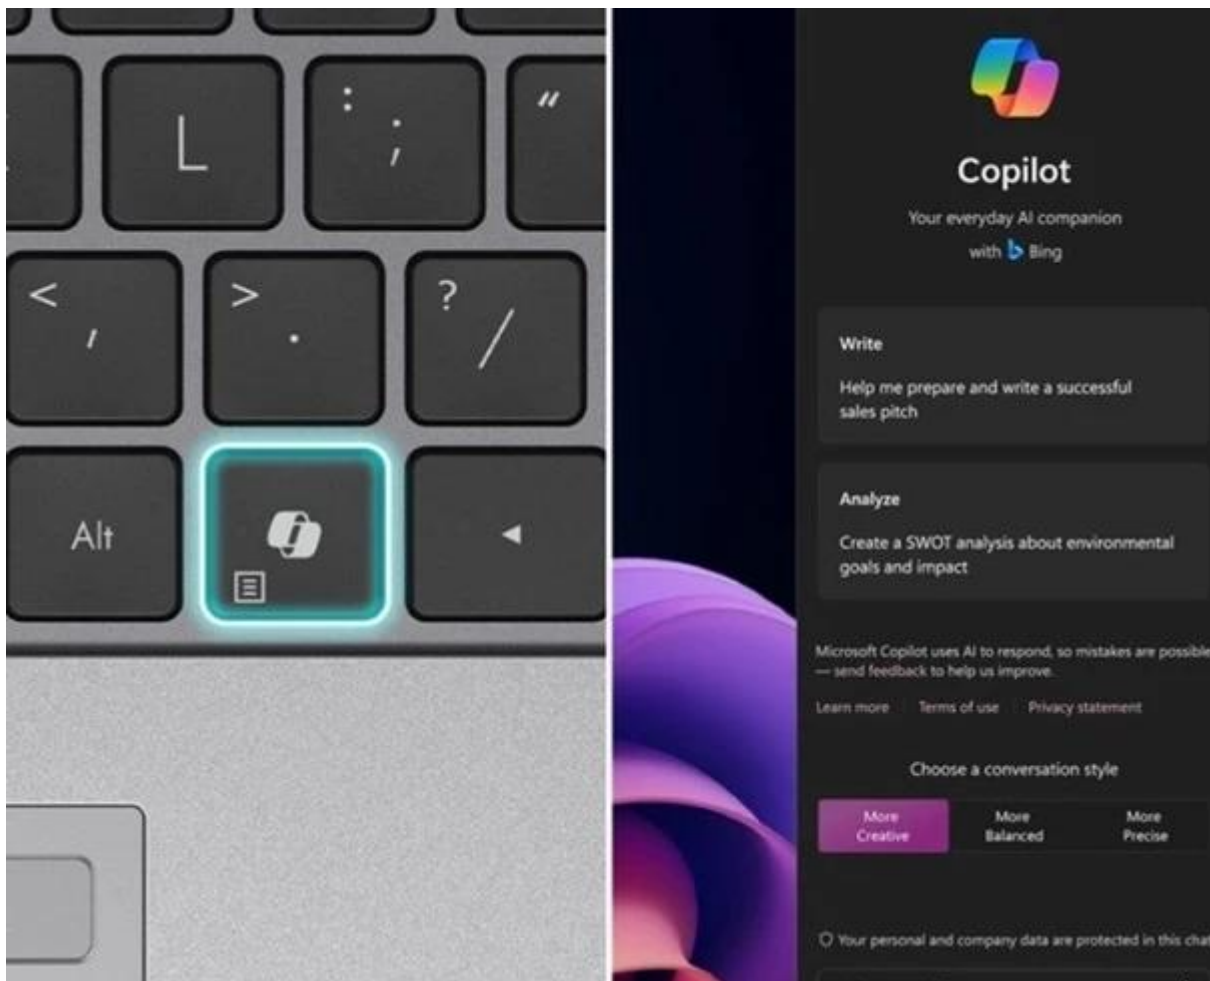 L
: ;
“
< ,
> .
? /
Alt
Copilot
Your everyday AI companion
with b Bing
Write
Help me prepare and write a successful
sales pitch
Analyze
Create a SWOT analysis about environmental
goals and impact
Microsoft Copilot uses AI to respond, so mistakes are possible
— send feedback to help us improve.
Learn more Terms of use Privacy statement
Choose a conversation style
More More More
Creative Balanced Precise
Your personal and company data are protected in this chat